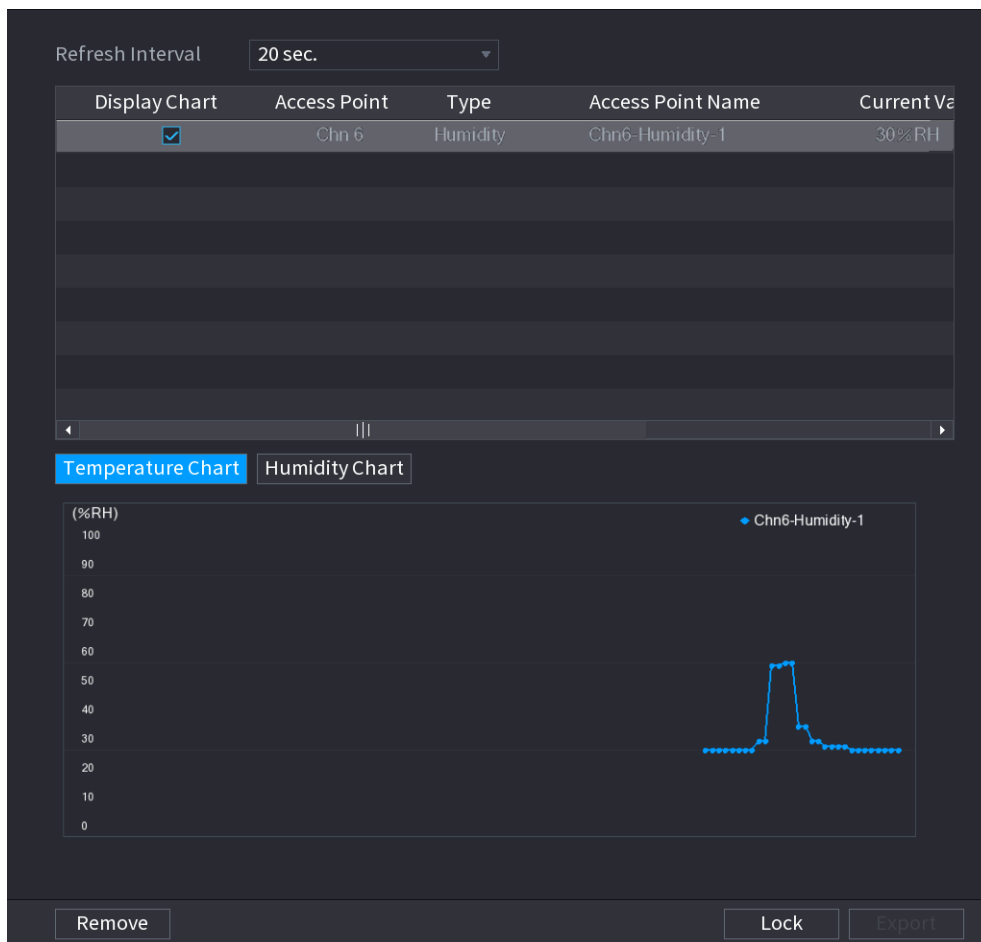 Refresh Interval 20 sec.
Display Chart Access Point Type Access Point Name Current Va
Chn 6 Humidity Chn6-Humidity-1 30%RH
Temperature Chart Humidity Chart
(%RH)
Chn6-Humidity-1
100
90
80
70
60
50
40
30
20
10
0
Remove Lock Export